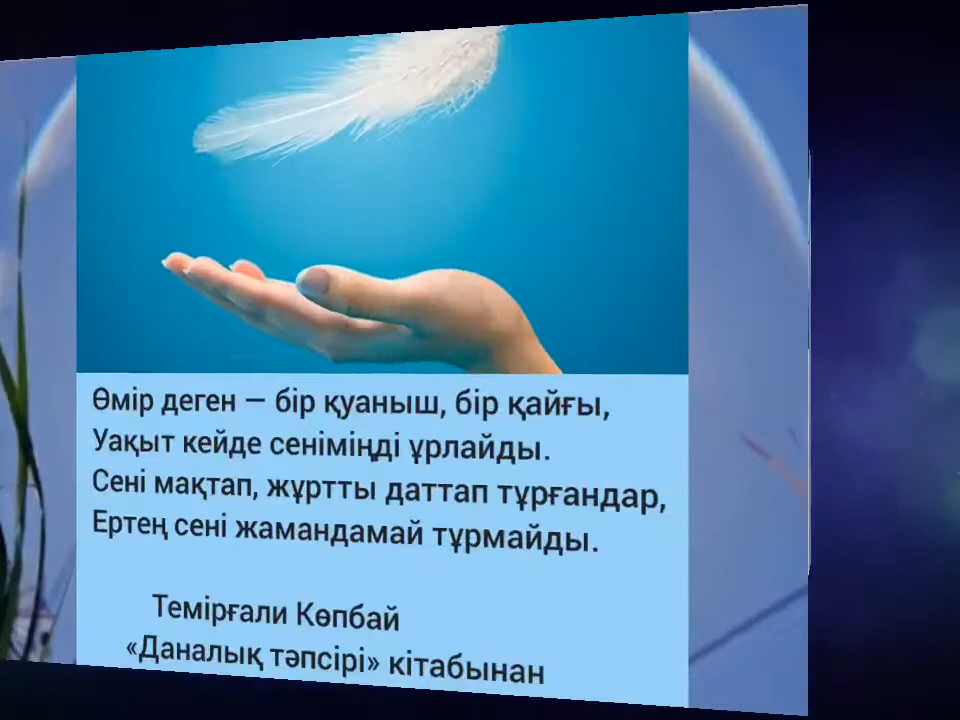 Өмір деген — бір қуаныш, бір қайғы,
Уақыт кейде сеніміңді ұрлайды.
Сені мақтап, жұртты даттап тұрғандар,
Ертең сені жамандамай тұрмайды.
Темірғали Көпбай
«Даналық тәпсірі» кітабынан